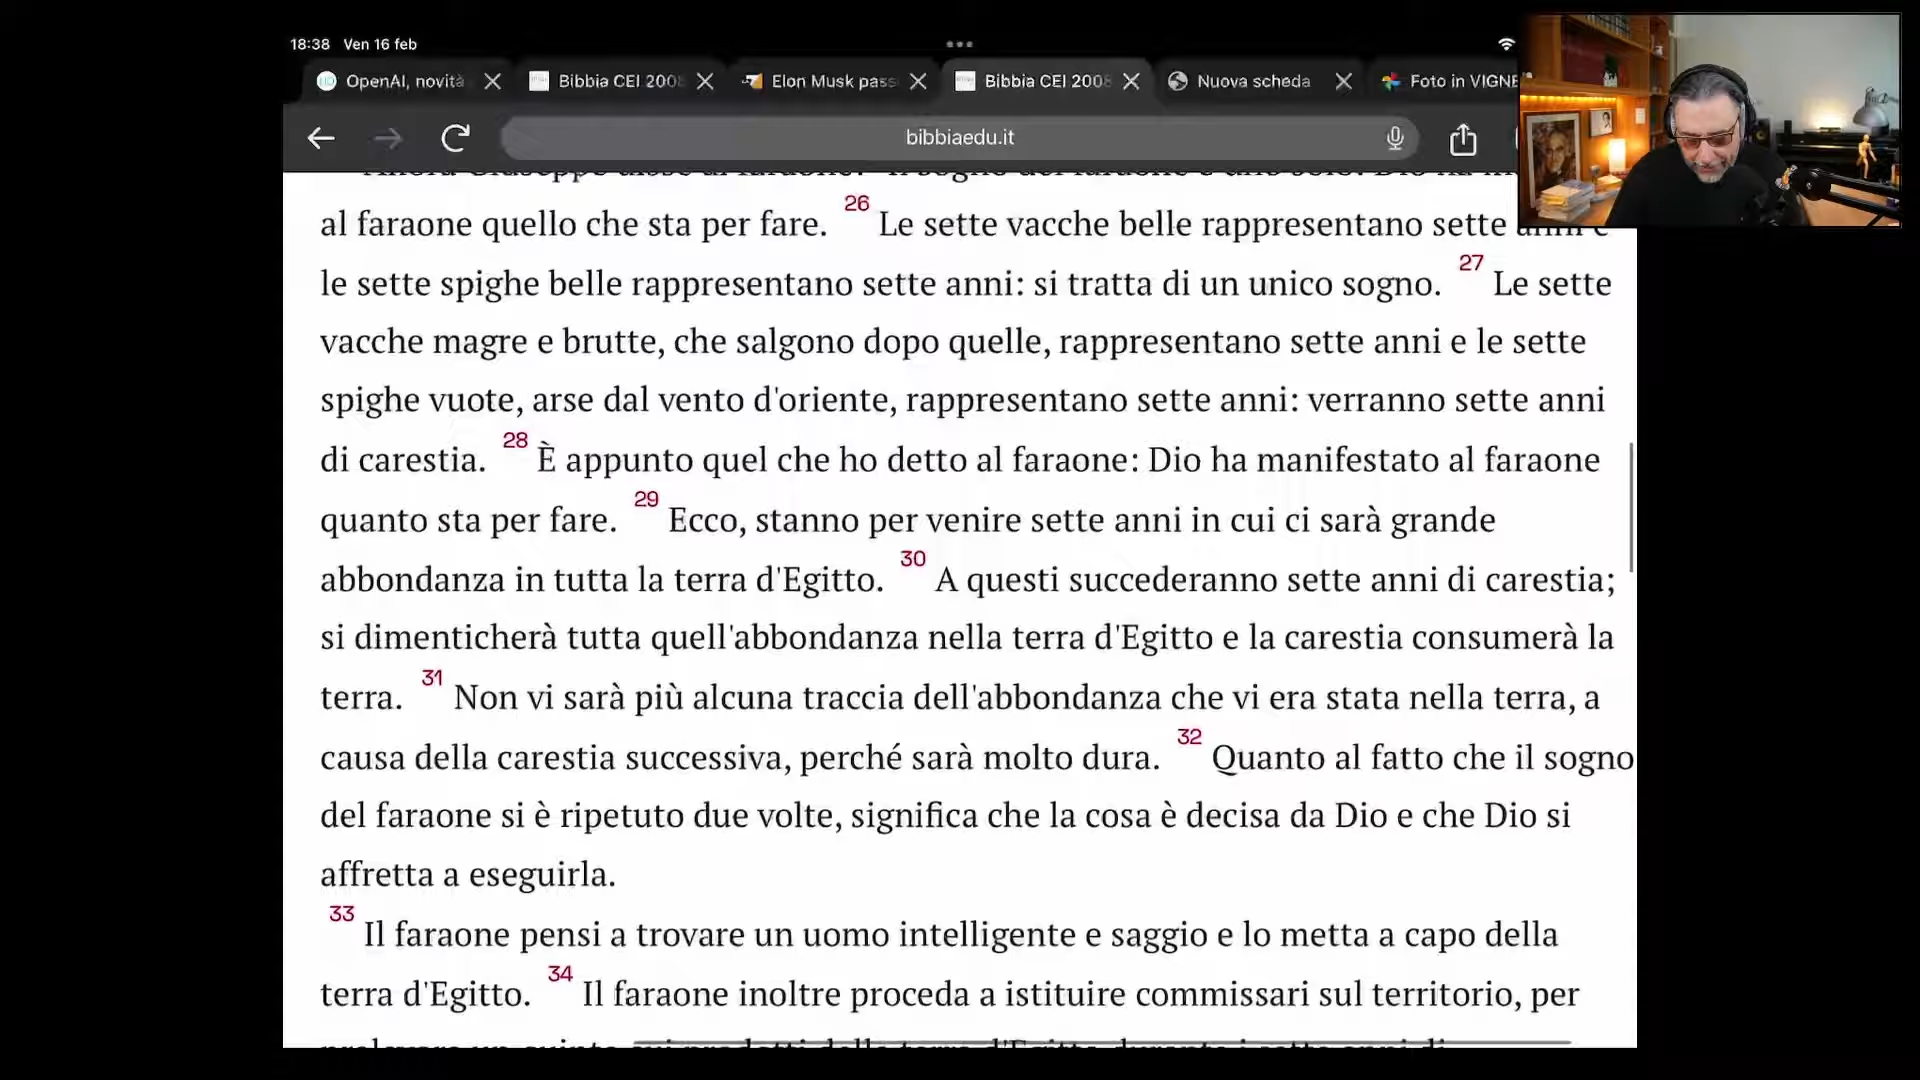 18:38 Ven 16 feb
OpenAI, novità
Bibbia CEI 2008
Elon Musk pass
Bibbia CEI 2008
Nuova scheda
Foto in VIGNE
bibbiaedu.it
al faraone quello che sta per fare. 26 Le sette vacche belle rappresentano sette anni e
le sette spighe belle rappresentano sette anni: si tratta di un unico sogno. 27 Le sette
vacche magre e brutte, che salgono dopo quelle, rappresentano sette anni e le sette
spighe vuote, arse dal vento d'oriente, rappresentano sette anni: verranno sette anni
di carestia. 28 È appunto quel che ho detto al faraone: Dio ha manifestato al faraone
quanto sta per fare. 29 Ecco, stanno per venire sette anni in cui ci sarà grande
abbondanza in tutta la terra d'Egitto. 30 A questi succederanno sette anni di carestia;
si dimenticherà tutta quell'abbondanza nella terra d'Egitto e la carestia consumerà la
terra. 31 Non vi sarà più alcuna traccia dell'abbondanza che vi era stata nella terra, a
causa della carestia successiva, perché sarà molto dura. 32 Quanto al fatto che il sogno
del faraone si è ripetuto due volte, significa che la cosa è decisa da Dio e che Dio si
affretta a eseguirla.
33 Il faraone pensi a trovare un uomo intelligente e saggio e lo metta a capo della
terra d'Egitto. 34 Il faraone inoltre proceda a istituire commissari sul territorio, per